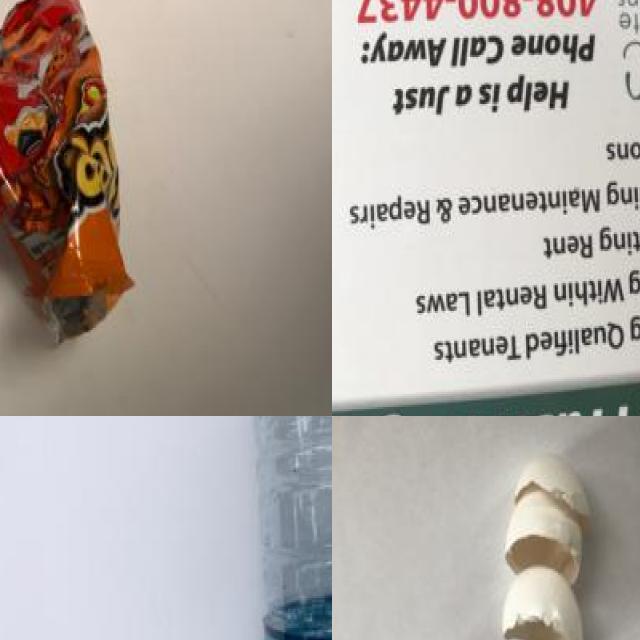 g Qualified Tenants
g Within Rental Laws
ting Rent
ing Maintenance & Repairs
ons
Help is a Just
Phone Call Away:
408-800-4437